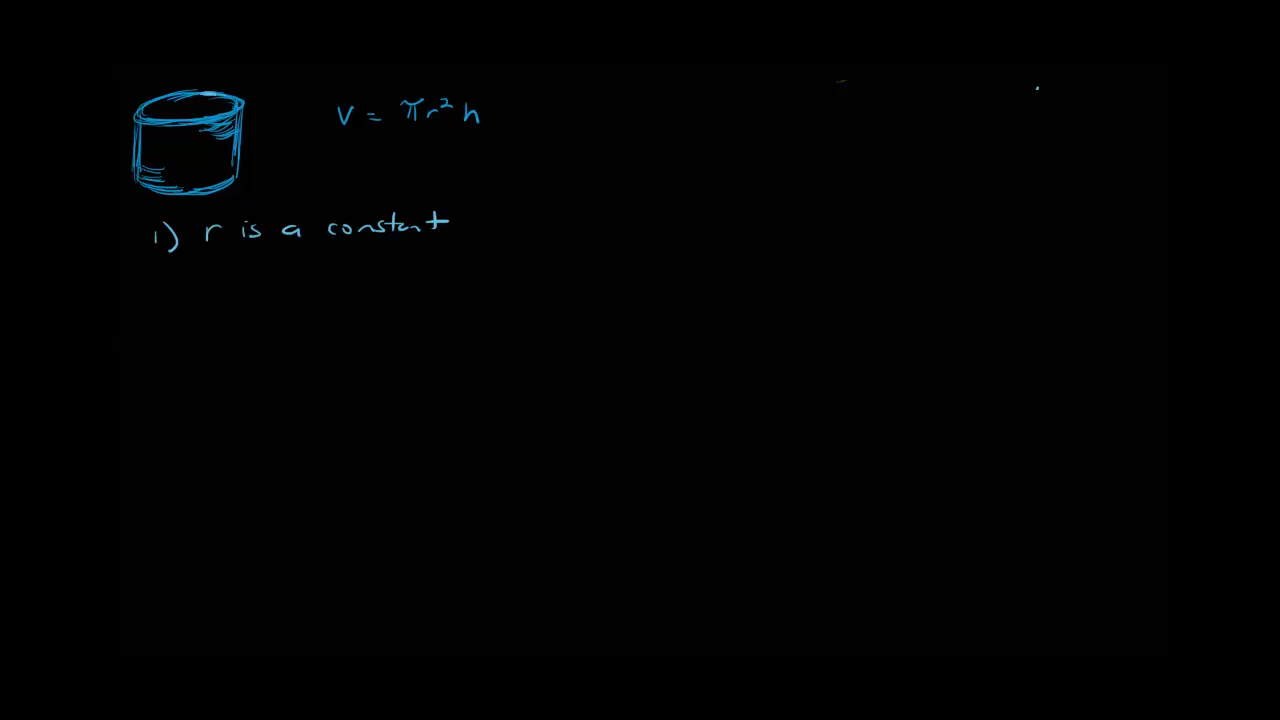 V = πr²h
1) r is a constant